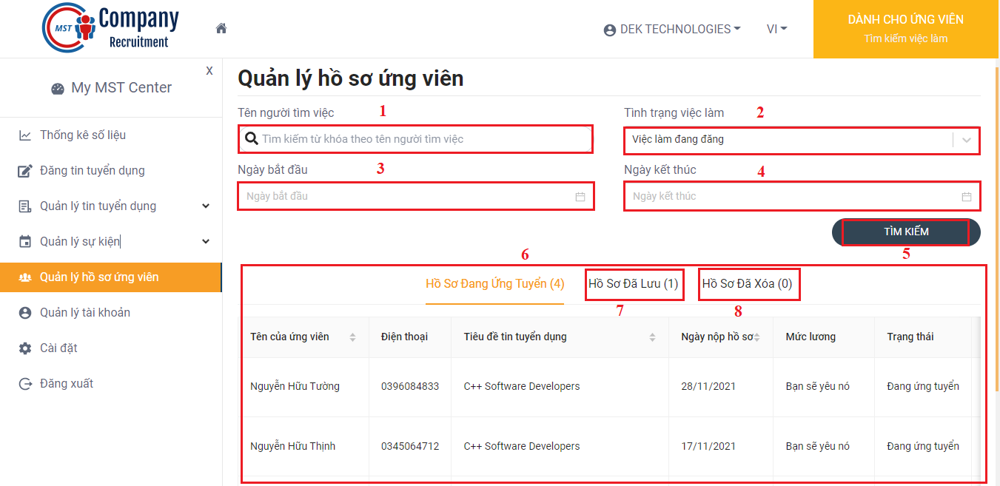 MST Company
Recruitment
DEK TECHNOLOGIES
VI
DÀNH CHO ỨNG VIÊN
Tìm kiếm việc làm
X
My MST Center
Thống kê số liệu
Đăng tin tuyển dụng
Quản lý tin tuyển dụng
Quản lý sự kiện
Quản lý hồ sơ ứng viên
Quản lý tài khoản
Cài đặt
Đăng xuất
Quản lý hồ sơ ứng viên
Tên người tìm việc 1
Tìm kiếm từ khóa theo tên người tìm việc
Tình trạng việc làm 2
Việc làm đang đăng
Ngày bắt đầu 3
Ngày bắt đầu
Ngày kết thúc 4
Ngày kết thúc
TÌM KIẾM
5
6
Hồ Sơ Đang Ứng Tuyển (4) Hồ Sơ Đã Lưu (1) Hồ Sơ Đã Xóa (0)
7 8
Tên của ứng viên Điện thoại Tiêu đề tin tuyển dụng Ngày nộp hồ sơ Mức lương Trạng thái
Nguyễn Hữu Tường 0396084833 C++ Software Developers 28/11/2021 Bạn sẽ yêu nó Đang ứng tuyển
Nguyễn Hữu Thịnh 0345064712 C++ Software Developers 17/11/2021 Bạn sẽ yêu nó Đang ứng tuyển